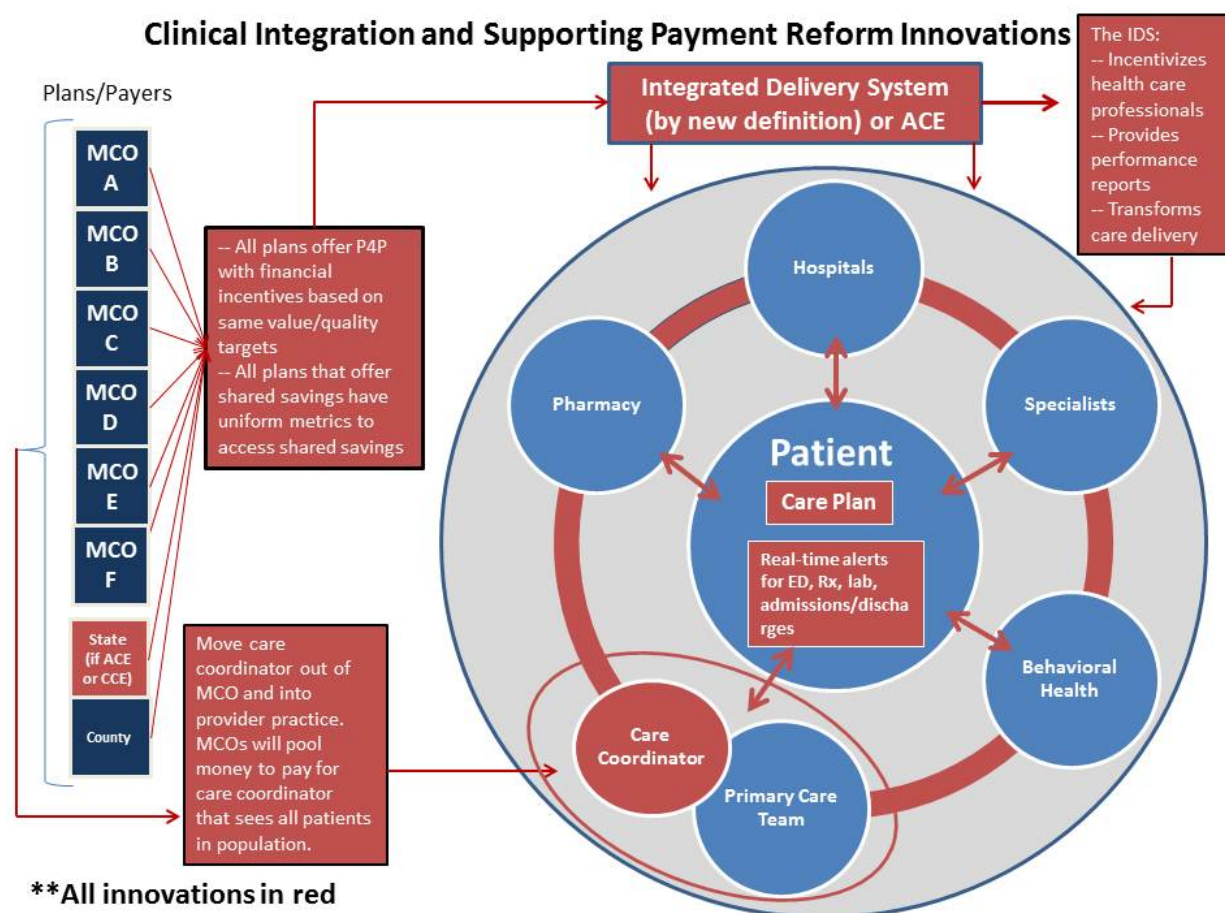 Clinical Integration and Supporting Payment Reform Innovations
Plans/Payers
MCO
A
MCO
B
MCO
C
MCO
D
MCO
E
MCO
F
State
(if ACE
or CCE)
County
-- All plans offer P4P
with financial
incentives based on
same value/quality
targets
-- All plans that offer
shared savings have
uniform metrics to
access shared savings
Move care
coordinator out of
MCO and into
provider practice.
MCOs will pool
money to pay for
care coordinator
that sees all patients
in population.
Integrated Delivery System
(by new definition) or ACE
The IDS:
-- Incentivizes
health care
professionals
-- Provides
performance
reports
-- Transforms
care delivery
Hospitals
Pharmacy
Specialists
Patient
Care Plan
Real-time alerts
for ED, Rx, lab,
admissions/discha
rges
Behavioral
Health
Care
Coordinator
Primary Care
Team
**All innovations in red